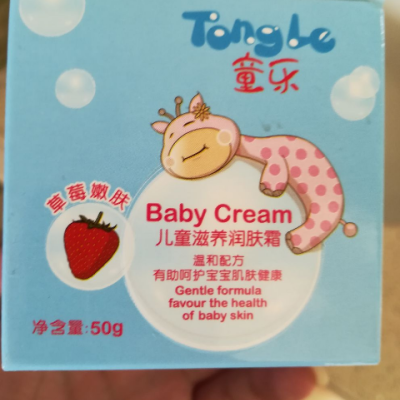 Tong Le
童乐
草莓嫩肤
Baby Cream
儿童滋养润肤霜
温和配方
有助呵护宝宝肌肤健康
Gentle formula
favour the health
of baby skin
净含量:50g